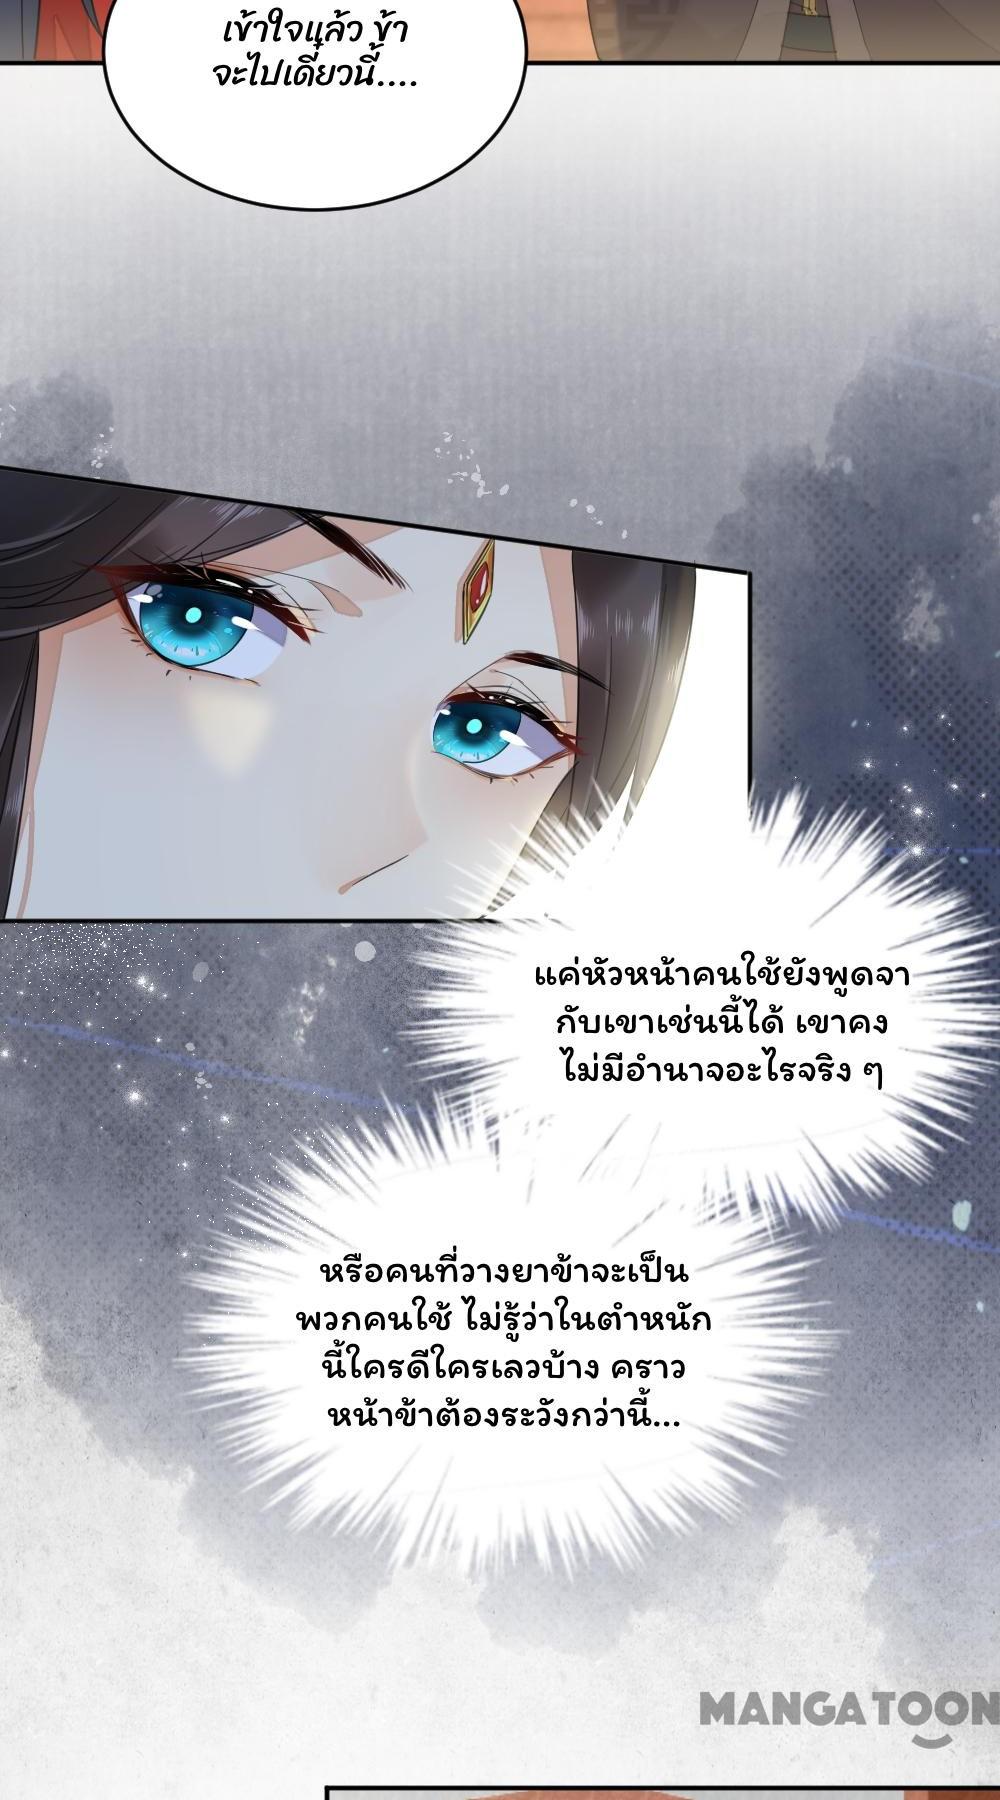 เข้าใจแล้ว ข้า
จะไปเดี๋ยวนี้....
แค่หัวหน้าคนใช้ยังพูดจา
กับเขาเช่นนี้ได้ เขาคง
ไม่มีอำนาจอะไรจริง ๆ
หรือคนที่วางยาข้าจะเป็น
พวกคนใช้ ไม่รู้ว่าในตำหนัก
นี้ใครดีใครเลวบ้าง คราว
หน้าข้าต้องระวังกว่านี้...
MANGATOON